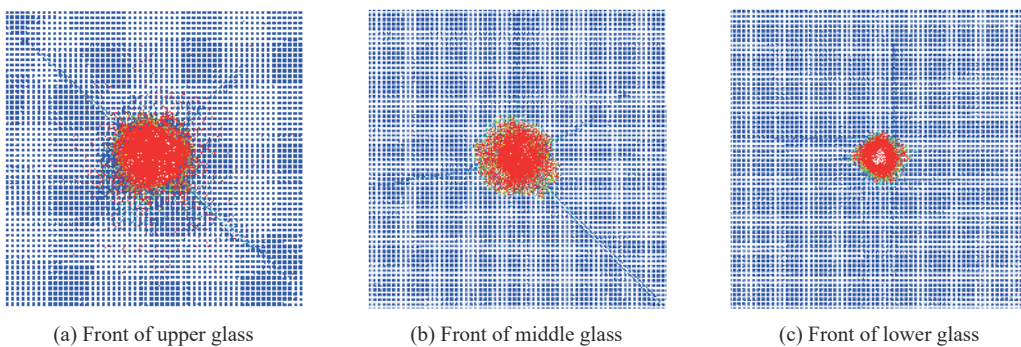 (a) Front of upper glass
(b) Front of middle glass
(c) Front of lower glass